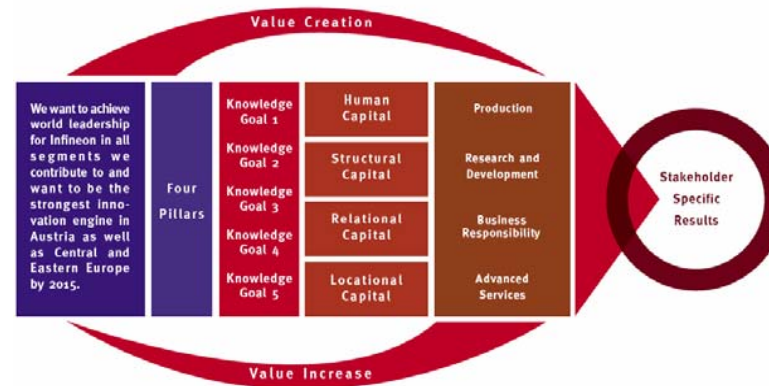 Value Creation
We want to achieve
world leadership
for Infineon in all
segments we
contribute to and
want to be the
strongest inno-
vation engine in
Austria as well
as Central and
Eastern Europe
by 2015.
Four
Pillars
Knowledge
Goal 1
Knowledge
Goal 2
Knowledge
Goal 3
Knowledge
Goal 4
Knowledge
Goal 5
Human
Capital
Structural
Capital
Relational
Capital
Locational
Capital
Production
Research and
Development
Business
Responsibility
Advanced
Services
Stakeholder
Specific
Results
Value Increase